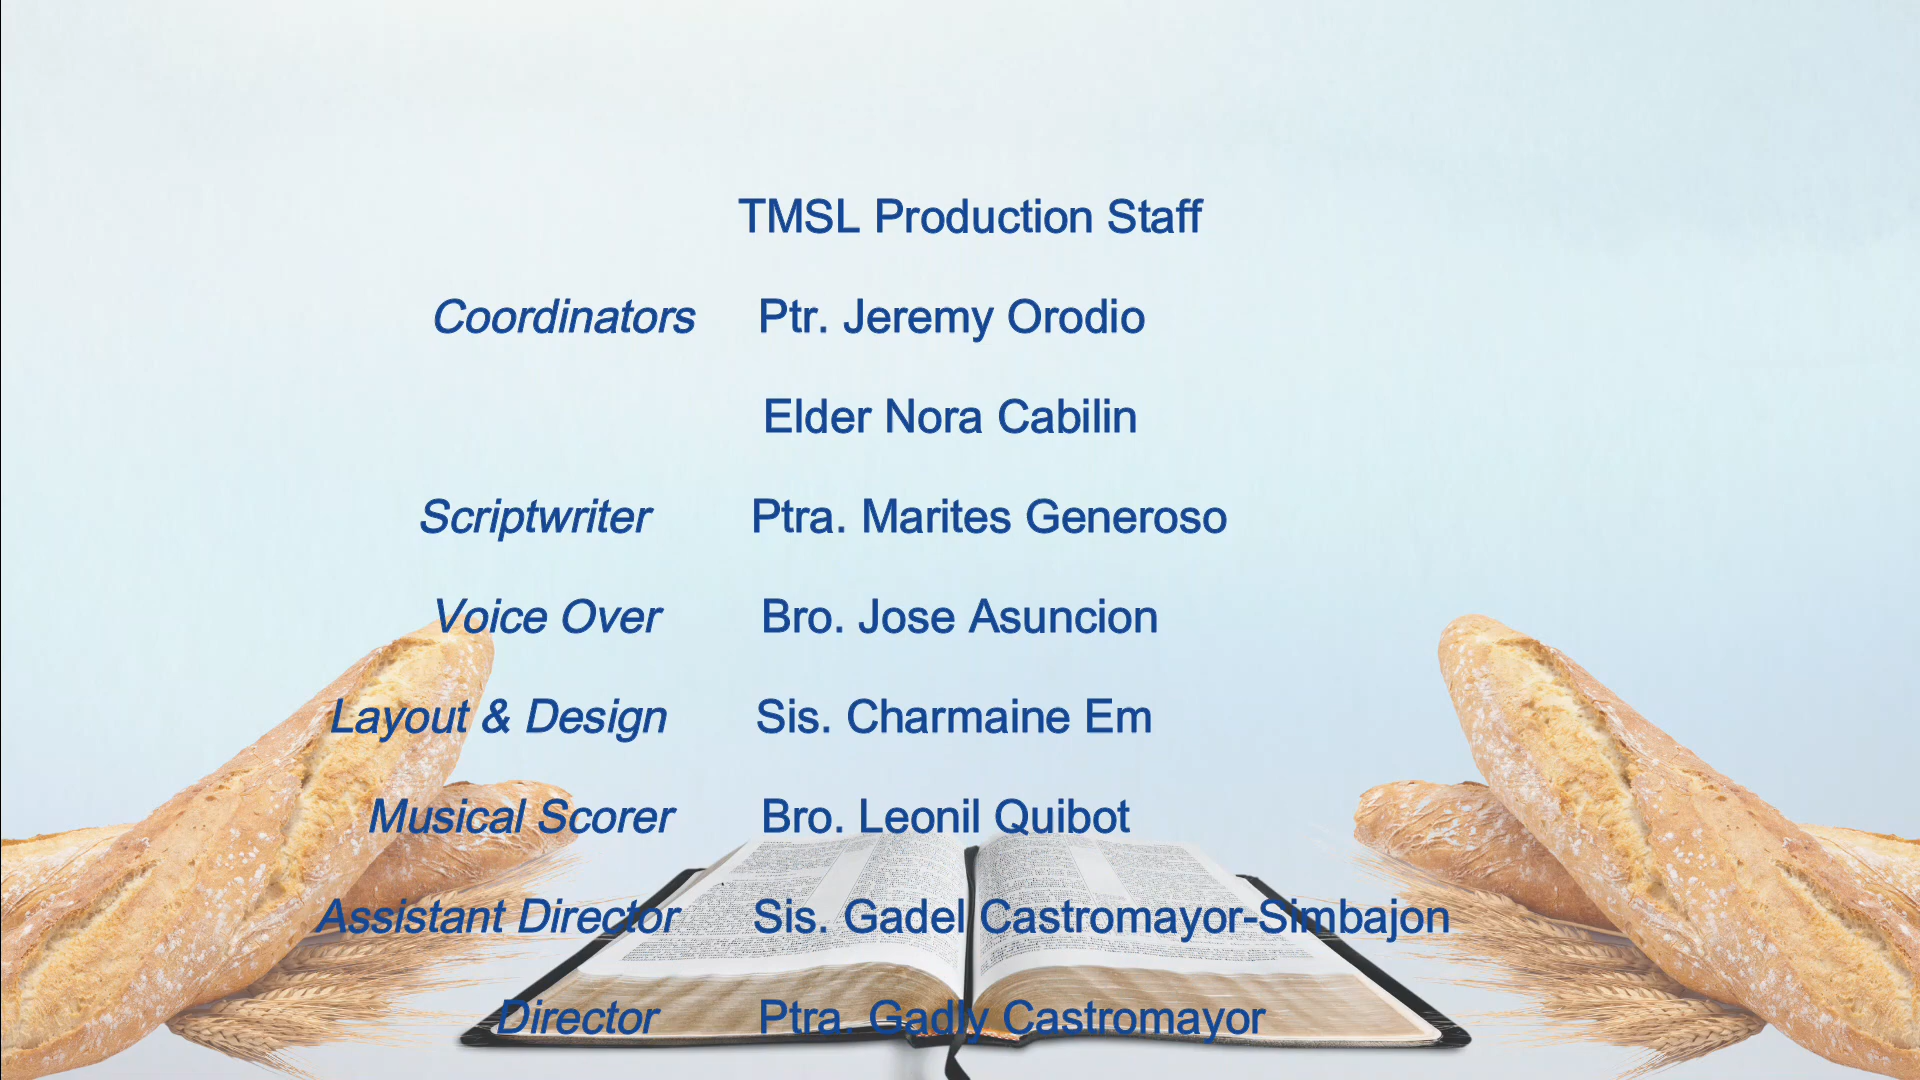 TMSL Production Staff
Coordinators Ptr. Jeremy Orodio
Elder Nora Cabilin
Scriptwriter Ptra. Marites Generoso
Voice Over Bro. Jose Asuncion
Layout & Design Sis. Charmaine Em
Musical Scorer Bro. Leonil Quibot
Assistant Director Sis. Gadel Castromayor-Simbajon
Director Ptra. Gadly Castromayor